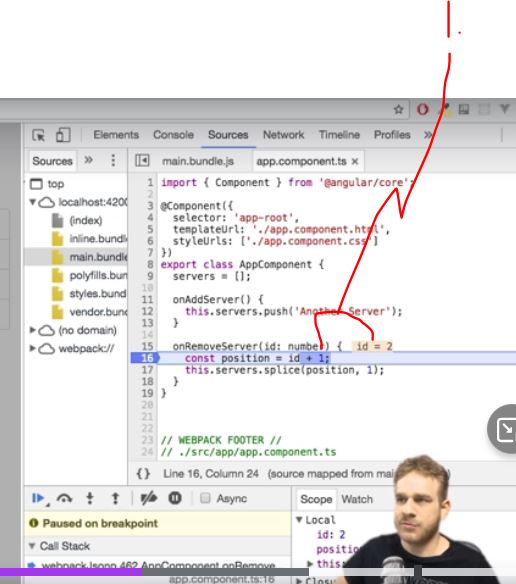 Elements Console Sources Network Timeline Profiles »
Sources » main.bundle.js app.component.ts ×
top
localhost:4200
(index)
inline.bundl
main.bundle
polyfills.bun
styles.bund
vendor.bund
(no domain)
webpack://
1 import { Component } from '@angular/core';
2
3 @Component({
4 selector: 'app-root',
5 templateUrl: './app.component.html',
6 styleUrls: ['./app.component.css']
7 })
8 export class AppComponent {
9 servers = [];
10
11 onAddServer() {
12 this.servers.push('Another Server');
13 }
14
15 onRemoveServer(id: number) { id = 2
16 const position = id + 1;
17 this.servers.splice(position, 1);
18 }
19 }
20
21
22
23 // WEBPACK FOOTER //
24 // ./src/app/app.component.ts
{} Line 16, Column 24 (source mapped from mai
Async
Scope Watch
Paused on breakpoint
Local
id: 2
Call Stack
positio
this:
webpack.Jsonp.462.AppComponent.onRemove
app.component.ts:16